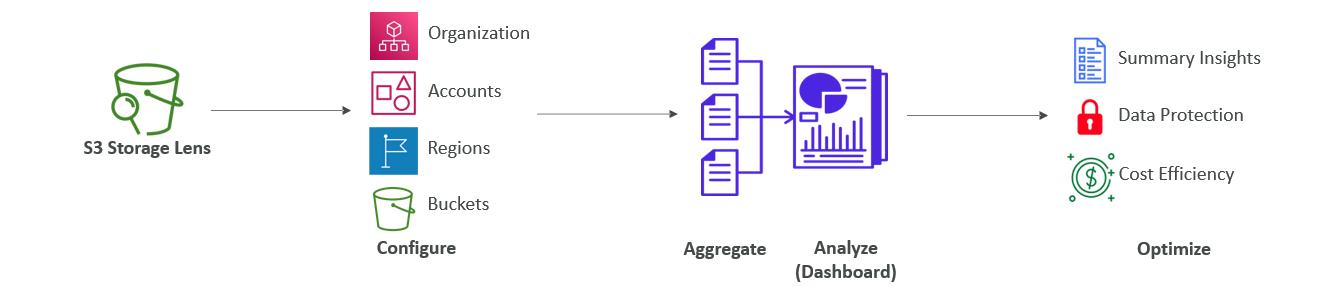 S3 Storage Lens
Organization
Accounts
Regions
Buckets
Configure
Aggregate
Analyze
(Dashboard)
Summary Insights
Data Protection
$
Cost Efficiency
Optimize